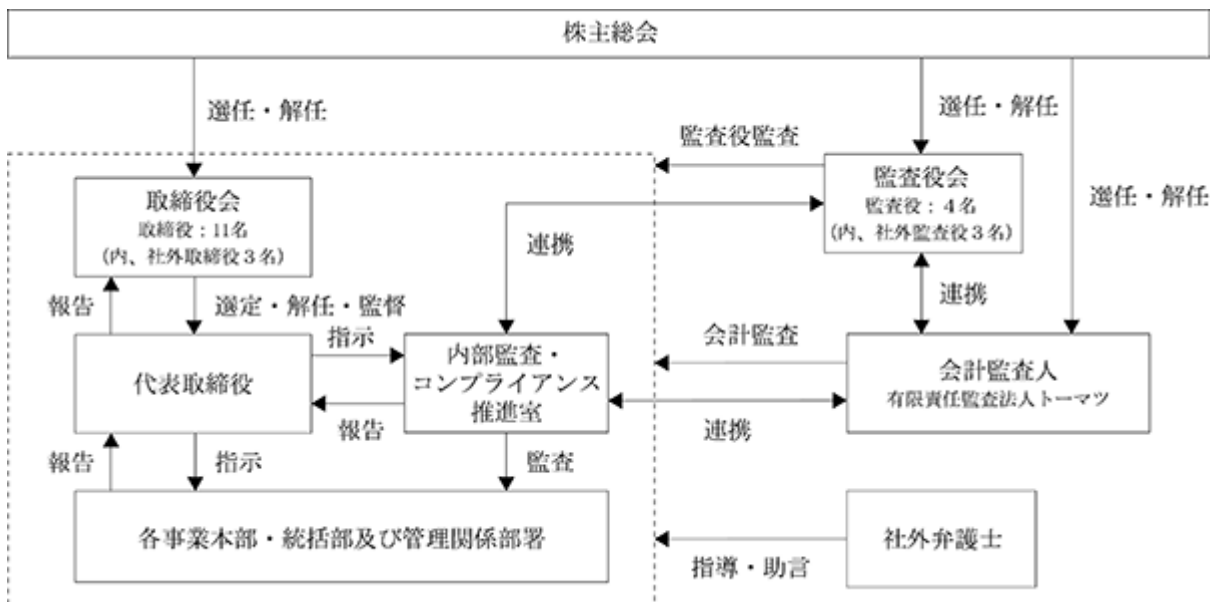 株主総会
選任・解任
選任・解任
選任・解任
監査役監査
取締役会
取締役：11名
(内、社外取締役３名)
監査役会
監査役：４名
(内、社外監査役３名)
連携
報告
選定・解任・監督
連携
代表取締役
指示
報告
内部監査・
コンプライアンス
推進室
会計監査
連携
会計監査人
有限責任監査法人トーマツ
報告
指示
監査
各事業本部・統括部及び管理関係部署
指導・助言
社外弁護士